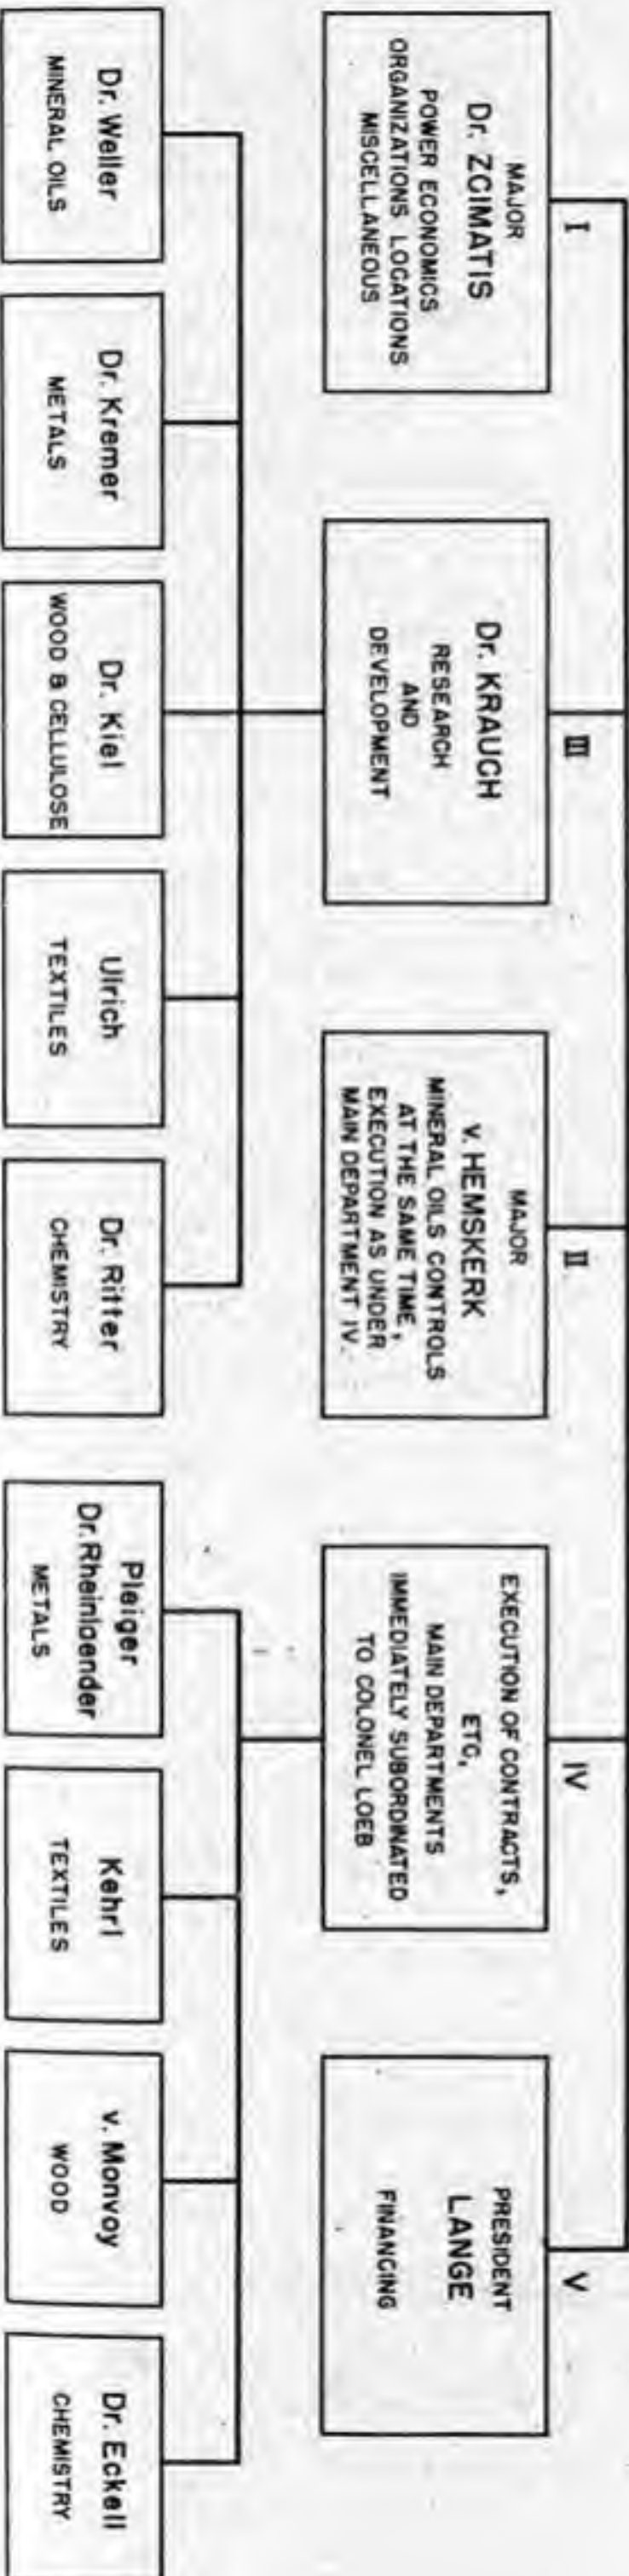 I
MAJOR
Dr. ZCIMATIS
POWER ECONOMICS
ORGANIZATIONS LOCATIONS
MISCELLANEOUS
III
Dr. KRAUCH
RESEARCH
AND
DEVELOPMENT
II
MAJOR
v. HEMSKERK
MINERAL OILS CONTROLS
AT THE SAME TIME,
EXECUTION AS UNDER
MAIN DEPARTMENT IV.
IV
EXECUTION OF CONTRACTS,
ETC,
MAIN DEPARTMENTS
IMMEDIATELY SUBORDINATED
TO COLONEL LOEB
V
PRESIDENT
LANGE
FINANCING
Dr. Weller
MINERAL OILS
Dr. Kremer
METALS
Dr. Kiel
WOOD & CELLULOSE
Ulrich
TEXTILES
Dr. Ritter
CHEMISTRY
Pleiger
Dr. Rheinlaender
METALS
Kehrl
TEXTILES
v. Monvoy
WOOD
Dr. Eckell
CHEMISTRY